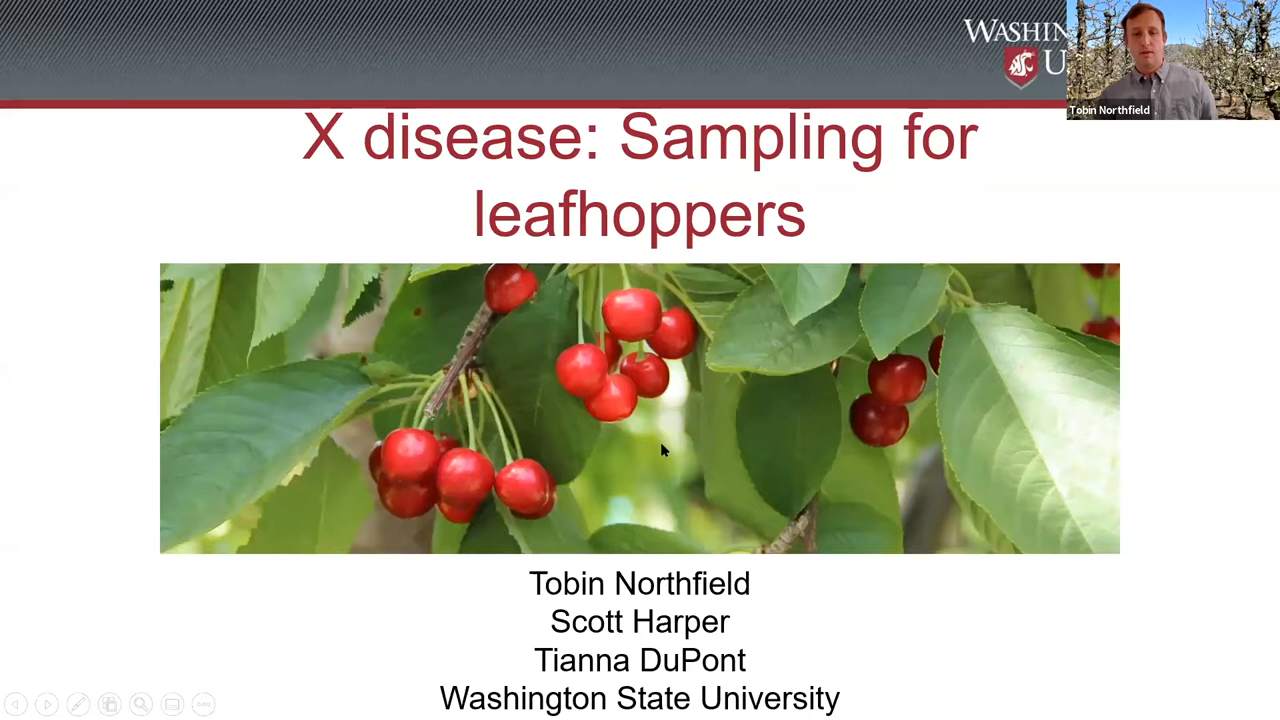 WASHIN
U
Tobin Northfield
X disease: Sampling for
leafhoppers
Tobin Northfield
Scott Harper
Tianna DuPont
Washington State University